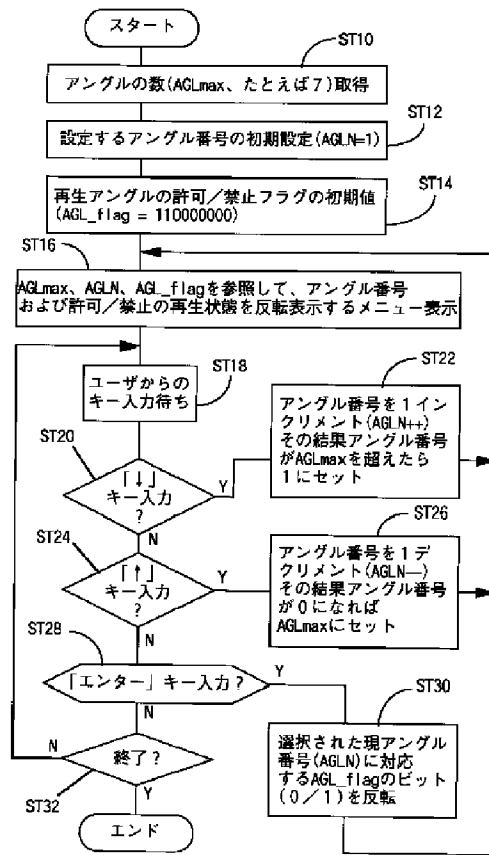 スタート
ST10
アングルの数(AGLmax、たとえば7)取得
ST12
設定するアングル番号の初期設定(AGLN=1)
ST14
再生アングルの許可／禁止フラグの初期値
(AGL_flag = 110000000)
ST16
AGLmax、AGLN、AGL_flagを参照して、アングル番号
および許可／禁止の再生状態を反転表示するメニュー表示
ST18
ユーザからの
キー入力待ち
ST20
「↓」
キー入力
?
Y
N
ST22
アングル番号を1イン
クリメント(AGLN++)
その結果アングル番号
がAGLmaxを超えたら
1にセット
ST24
「↑」
キー入力
?
Y
N
ST26
アングル番号を1デ
クリメント(AGLN--)
その結果アングル番号
が0になれば
AGLmaxにセット
ST28
「エンター」キー入力?
Y
N
ST30
選択された現アングル
番号(AGLN)に対応
するAGL_flagのビット
(0／1)を反転
終了?
N
ST32
Y
エンド